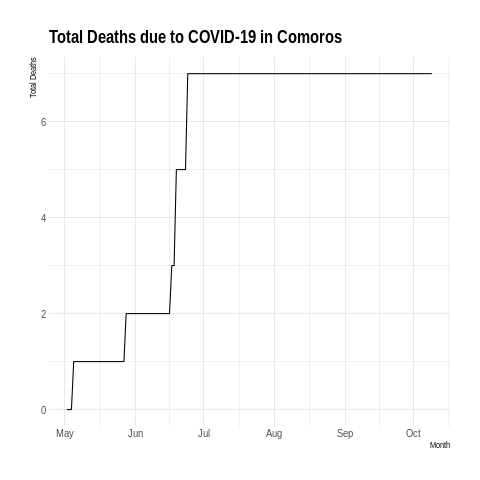 Total Deaths due to COVID-19 in Comoros
Total Deaths
6
4
2
0
May Jun Jul Aug Sep Oct
Month